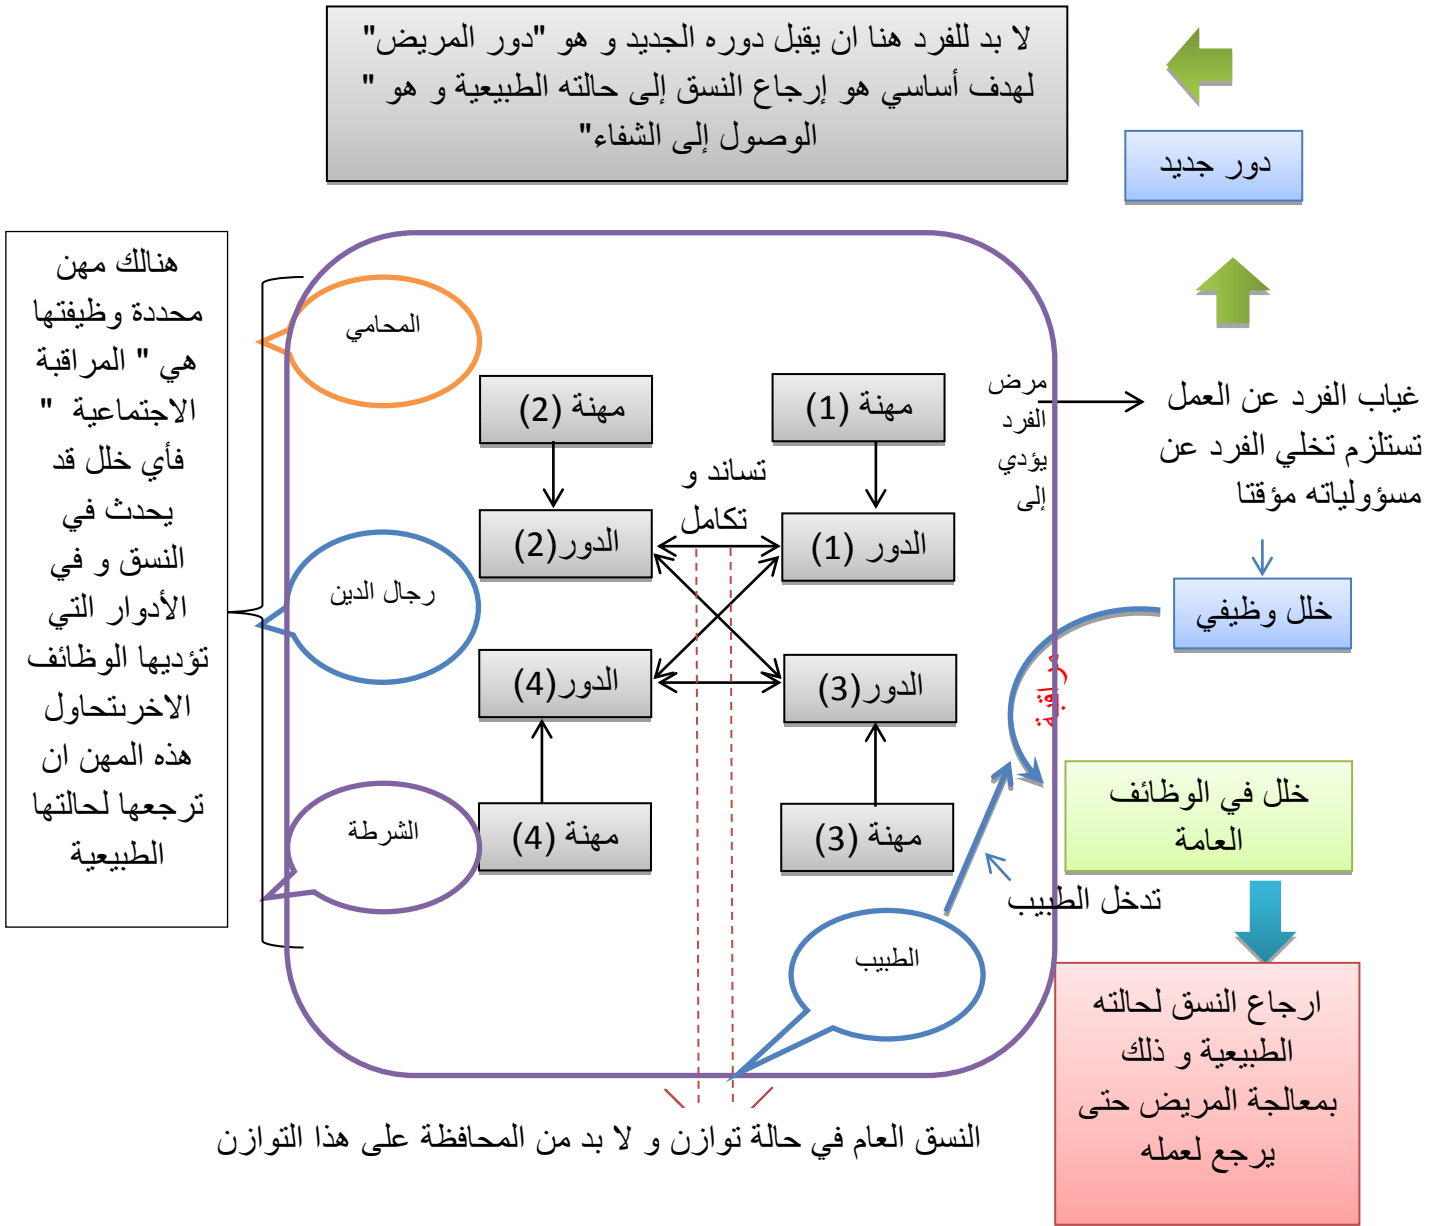 لا بد للفرد هنا ان يقبل دوره الجديد و هو "دور المريض"
لهدف أساسي هو إرجاع النسق إلى حالته الطبيعية و هو "
الوصول إلى الشفاء"
دور جديد
هنالك مهن
محددة وظيفتها
هي " المراقبة
الاجتماعية "
فأي خلل قد
يحدث في
النسق و في
الأدوار التي
تؤديها الوظائف
الاخرىتحاول
هذه المهن ان
ترجعها لحالتها
الطبيعية
المحامي
رجال الدين
الشرطة
الطبيب
مهنة (2)
مهنة (1)
تساند و
تكامل
الدور(2)
الدور (1)
الدور(4)
الدور(3)
مهنة (4)
مهنة (3)
مرض
الفرد
يؤدي
إلى
غياب الفرد عن العمل
تستلزم تخلي الفرد عن
مسؤولياته مؤقتا
خلل وظيفي
مراقبة
خلل في الوظائف
العامة
تدخل الطبيب
ارجاع النسق لحالته
الطبيعية و ذلك
بمعالجة المريض حتى
يرجع لعمله
النسق العام في حالة توازن و لا بد من المحافظة على هذا التوازن